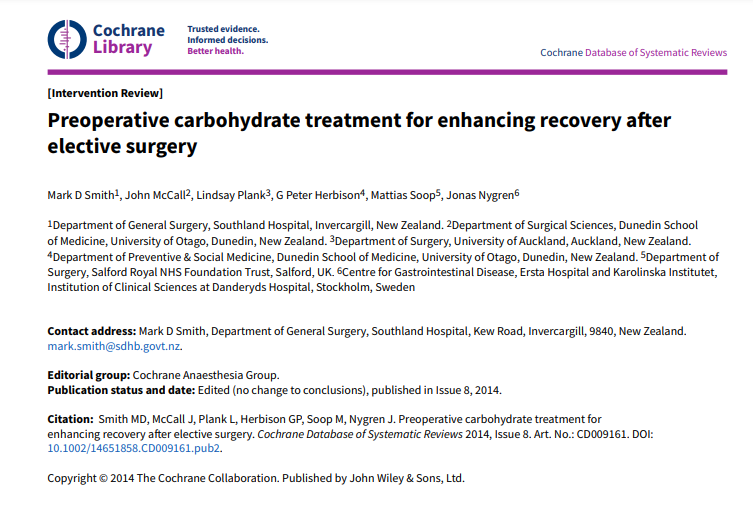 Cochrane
Library
Trusted evidence.
Informed decisions.
Better health.
Cochrane Database of Systematic Reviews
[Intervention Review]
Preoperative carbohydrate treatment for enhancing recovery after
elective surgery
Mark D Smith1, John McCall2, Lindsay Plank3, G Peter Herbison4, Mattias Soop5, Jonas Nygren6
1Department of General Surgery, Southland Hospital, Invercargill, New Zealand. 2Department of Surgical Sciences, Dunedin School
of Medicine, University of Otago, Dunedin, New Zealand. 3Department of Surgery, University of Auckland, Auckland, New Zealand.
4Department of Preventive & Social Medicine, Dunedin School of Medicine, University of Otago, Dunedin, New Zealand. 5Department of
Surgery, Salford Royal NHS Foundation Trust, Salford, UK. 6Centre for Gastrointestinal Disease, Ersta Hospital and Karolinska Institutet,
Institution of Clinical Sciences at Danderyds Hospital, Stockholm, Sweden
Contact address: Mark D Smith, Department of General Surgery, Southland Hospital, Kew Road, Invercargill, 9840, New Zealand.
mark.smith@sdhb.govt.nz.
Editorial group: Cochrane Anaesthesia Group.
Publication status and date: Edited (no change to conclusions), published in Issue 8, 2014.
Citation: Smith MD, McCall J, Plank L, Herbison GP, Soop M, Nygren J. Preoperative carbohydrate treatment for
enhancing recovery after elective surgery. Cochrane Database of Systematic Reviews 2014, Issue 8. Art. No.: CD009161. DOI:
10.1002/14651858.CD009161.pub2.
Copyright © 2014 The Cochrane Collaboration. Published by John Wiley & Sons, Ltd.